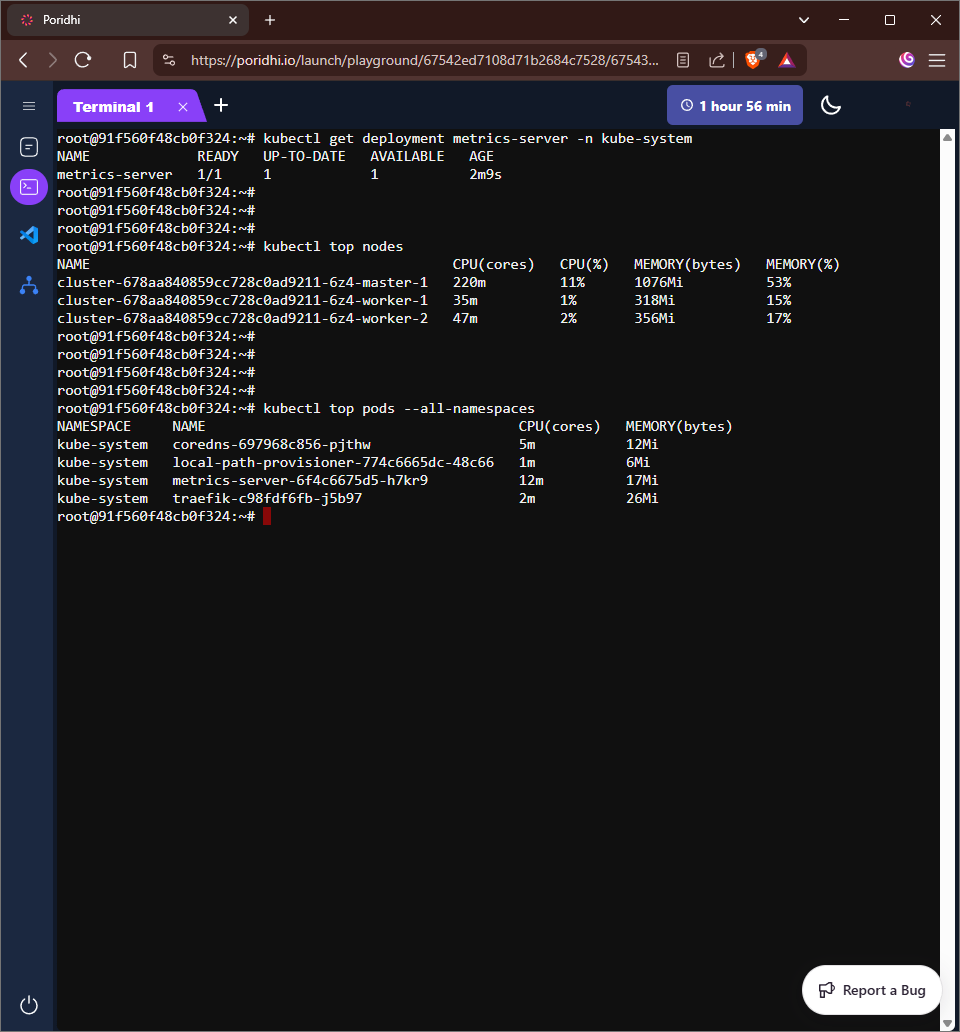 Poridhi
https://poridhi.io/launch/playground/67542ed7108d71b2684c7528/67543...
4
Terminal 1
1 hour 56 min
root@91f560f48cb0f324:~# kubectl get deployment metrics-server -n kube-system
NAME READY UP-TO-DATE AVAILABLE AGE
metrics-server 1/1 1 1 2m9s
root@91f560f48cb0f324:~#
root@91f560f48cb0f324:~#
root@91f560f48cb0f324:~#
root@91f560f48cb0f324:~# kubectl top nodes
NAME CPU(cores) CPU(%) MEMORY(bytes) MEMORY(%)
cluster-678aa840859cc728c0ad9211-6z4-master-1 220m 11% 1076Mi 53%
cluster-678aa840859cc728c0ad9211-6z4-worker-1 35m 1% 318Mi 15%
cluster-678aa840859cc728c0ad9211-6z4-worker-2 47m 2% 356Mi 17%
root@91f560f48cb0f324:~#
root@91f560f48cb0f324:~#
root@91f560f48cb0f324:~#
root@91f560f48cb0f324:~#
root@91f560f48cb0f324:~# kubectl top pods --all-namespaces
NAMESPACE NAME CPU(cores) MEMORY(bytes)
kube-system coredns-697968c856-pjthw 5m 12Mi
kube-system local-path-provisioner-774c6665dc-48c66 1m 6Mi
kube-system metrics-server-6f4c6675d5-h7kr9 12m 17Mi
kube-system traefik-c98fdf6fb-j5b97 2m 26Mi
root@91f560f48cb0f324:~#
Report a Bug